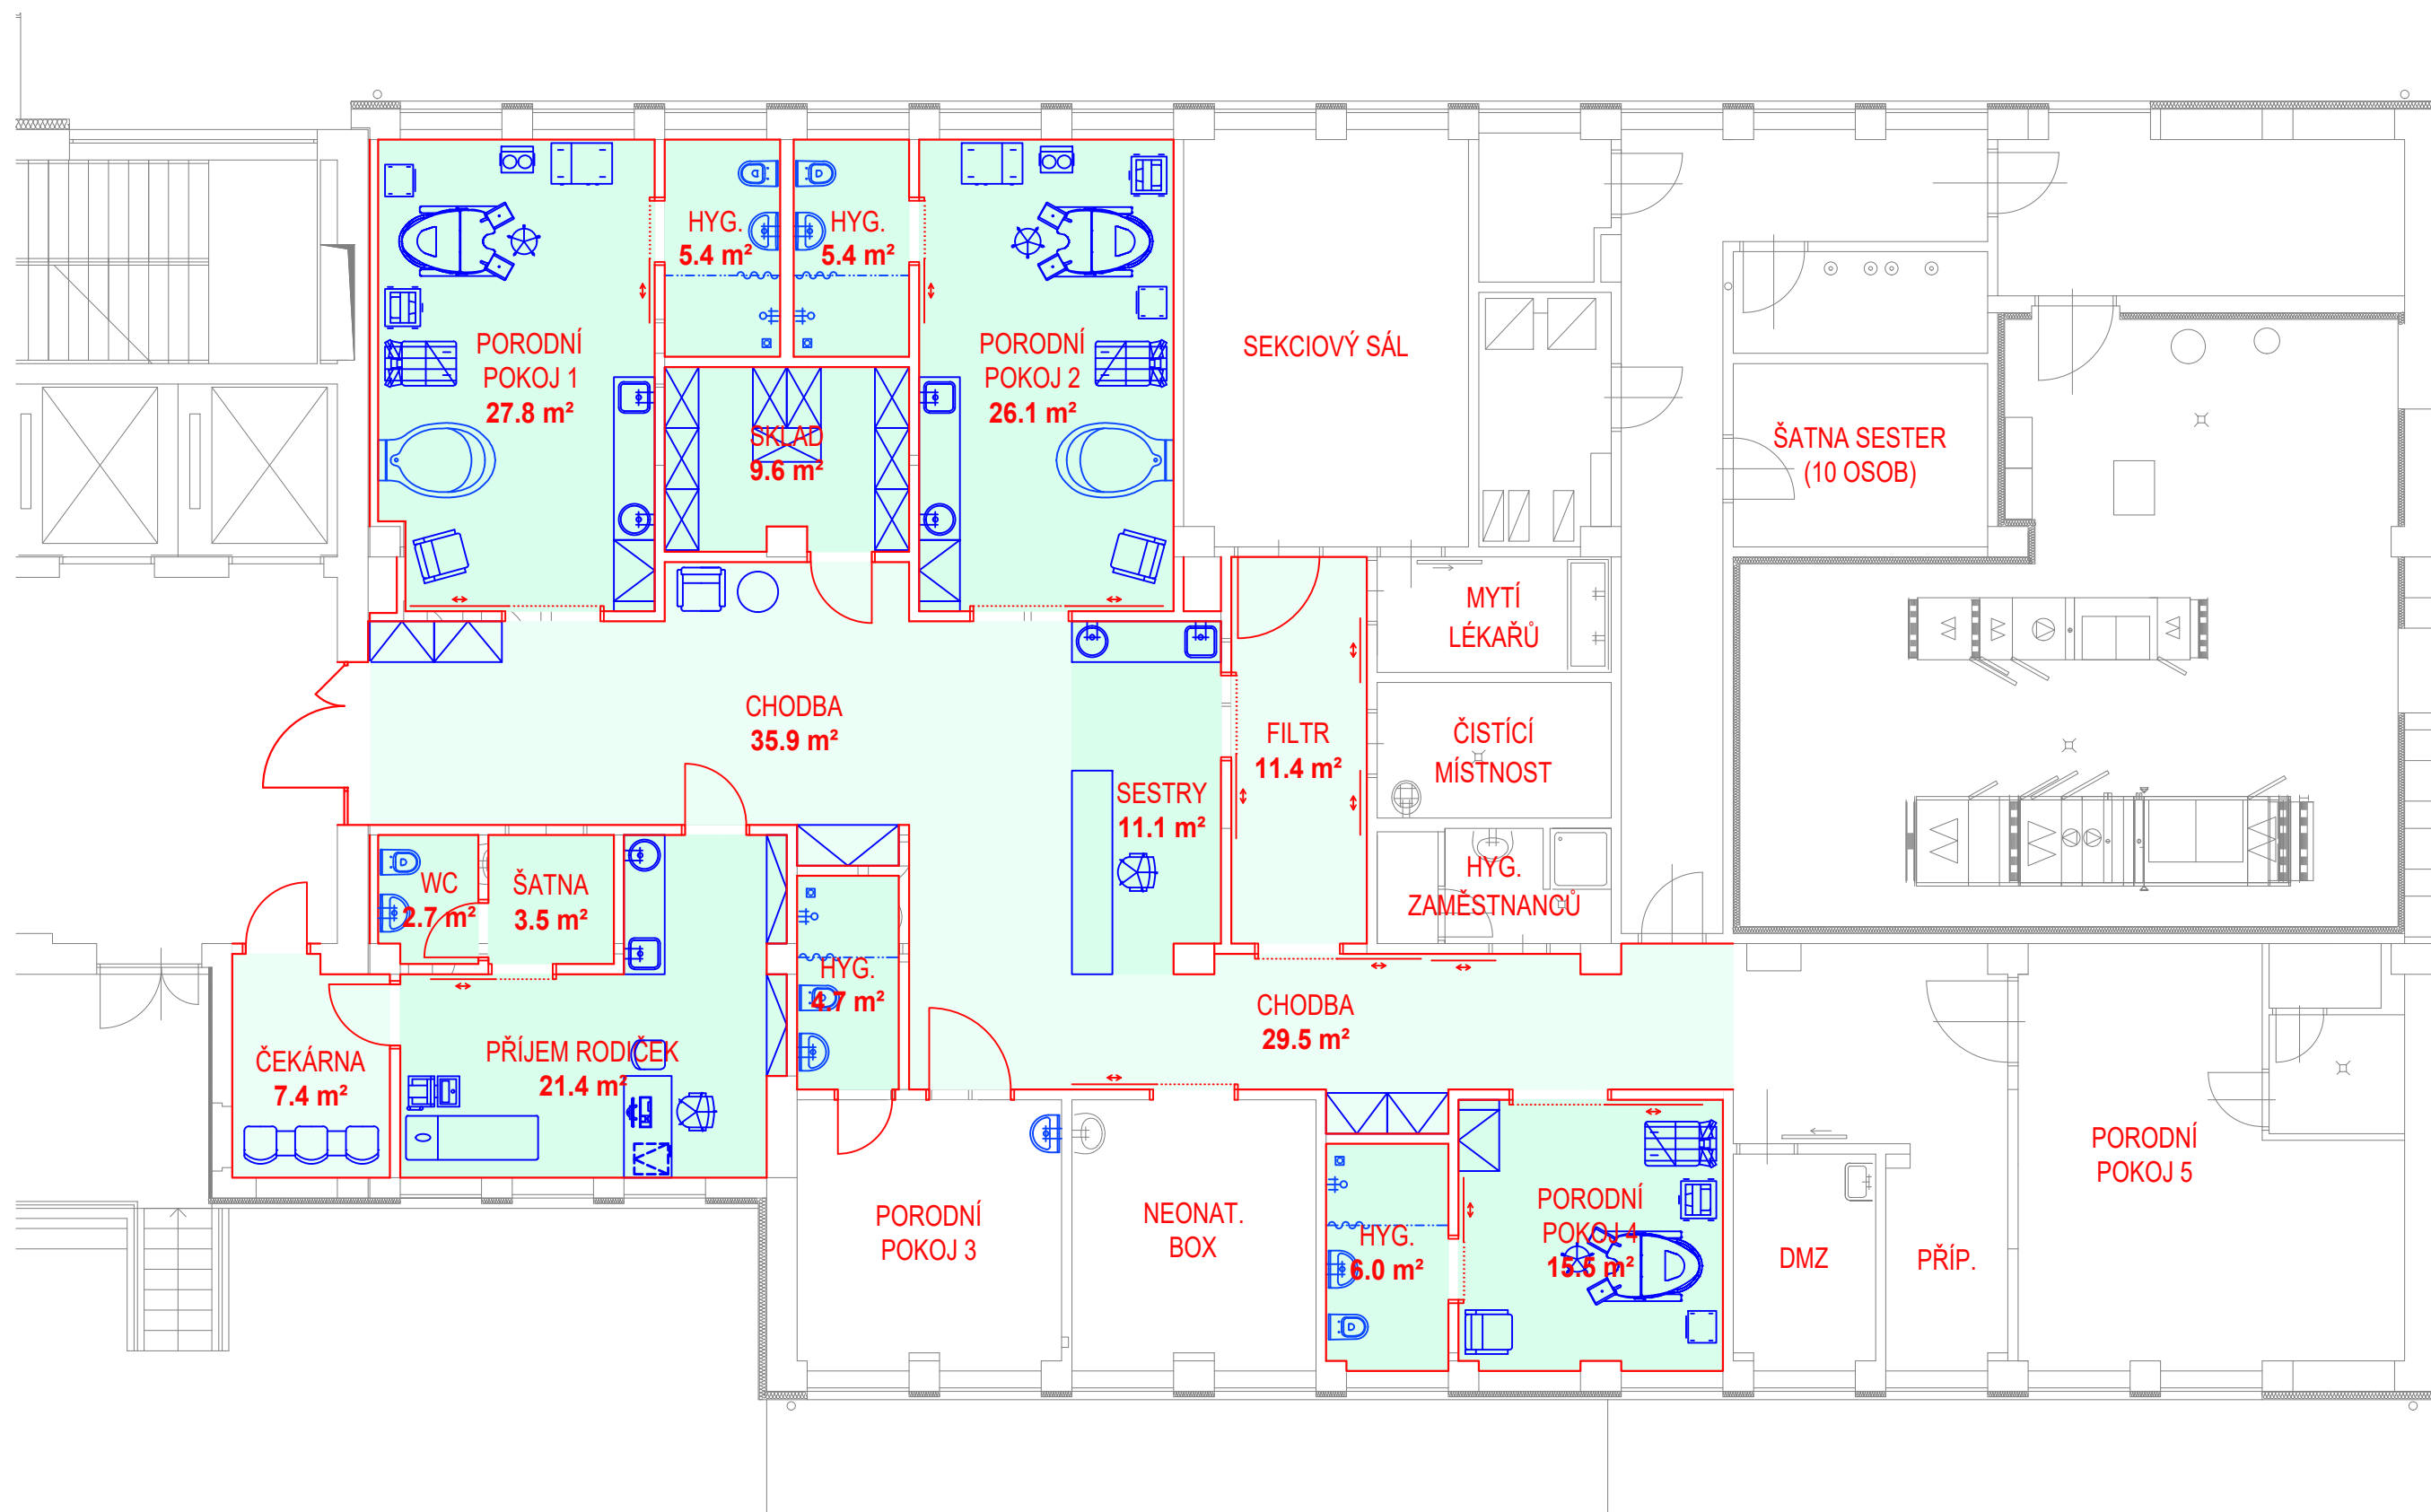 HYG.
5.4 m²
HYG.
5.4 m²
PORODNÍ
POKOJ 1
27.8 m²
PORODNÍ
POKOJ 2
26.1 m²
SEKCIOVÝ SÁL
SKLAD
9.6 m²
ŠATNA SESTER
(10 OSOB)
MYTÍ
LÉKAŘŮ
CHODBA
35.9 m²
FILTR
11.4 m²
ČISTÍCÍ
MÍSTNOST
SESTRY
11.1 m²
WC
2.7 m²
ŠATNA
3.5 m²
HYG.
ZAMĚSTNANCŮ
HYG.
4.7 m²
CHODBA
29.5 m²
ČEKÁRNA
7.4 m²
PŘÍJEM RODIČEK
21.4 m²
PORODNÍ
POKOJ 5
PORODNÍ
POKOJ 3
NEONAT.
BOX
HYG.
6.0 m²
PORODNÍ
POKOJ 4
15.5 m²
DMZ
PŘÍP.